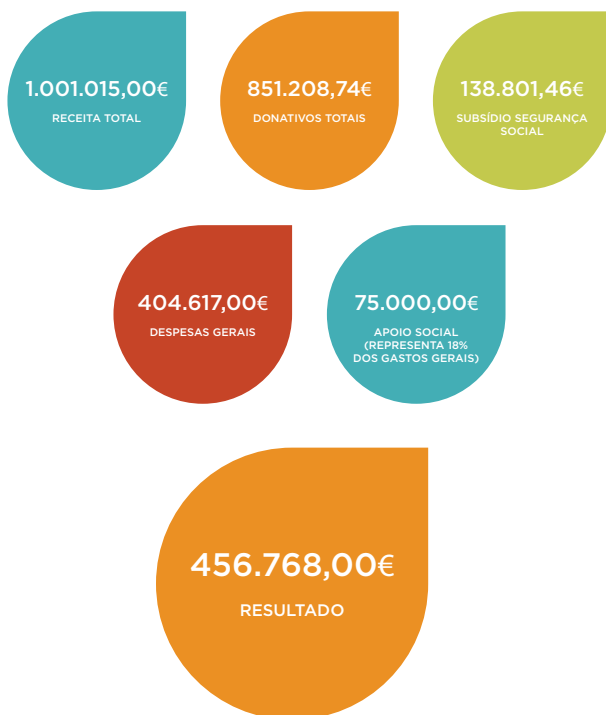 1.001.015,00€
RECEITA TOTAL
851.208,74€
DONATIVOS TOTAIS
138.801,46€
SUBSÍDIO SEGURANÇA
SOCIAL
404.617,00€
DESPESAS GERAIS
75.000,00€
APOIO SOCIAL
(REPRESENTA 18%
DOS GASTOS GERAIS)
456.768,00€
RESULTADO